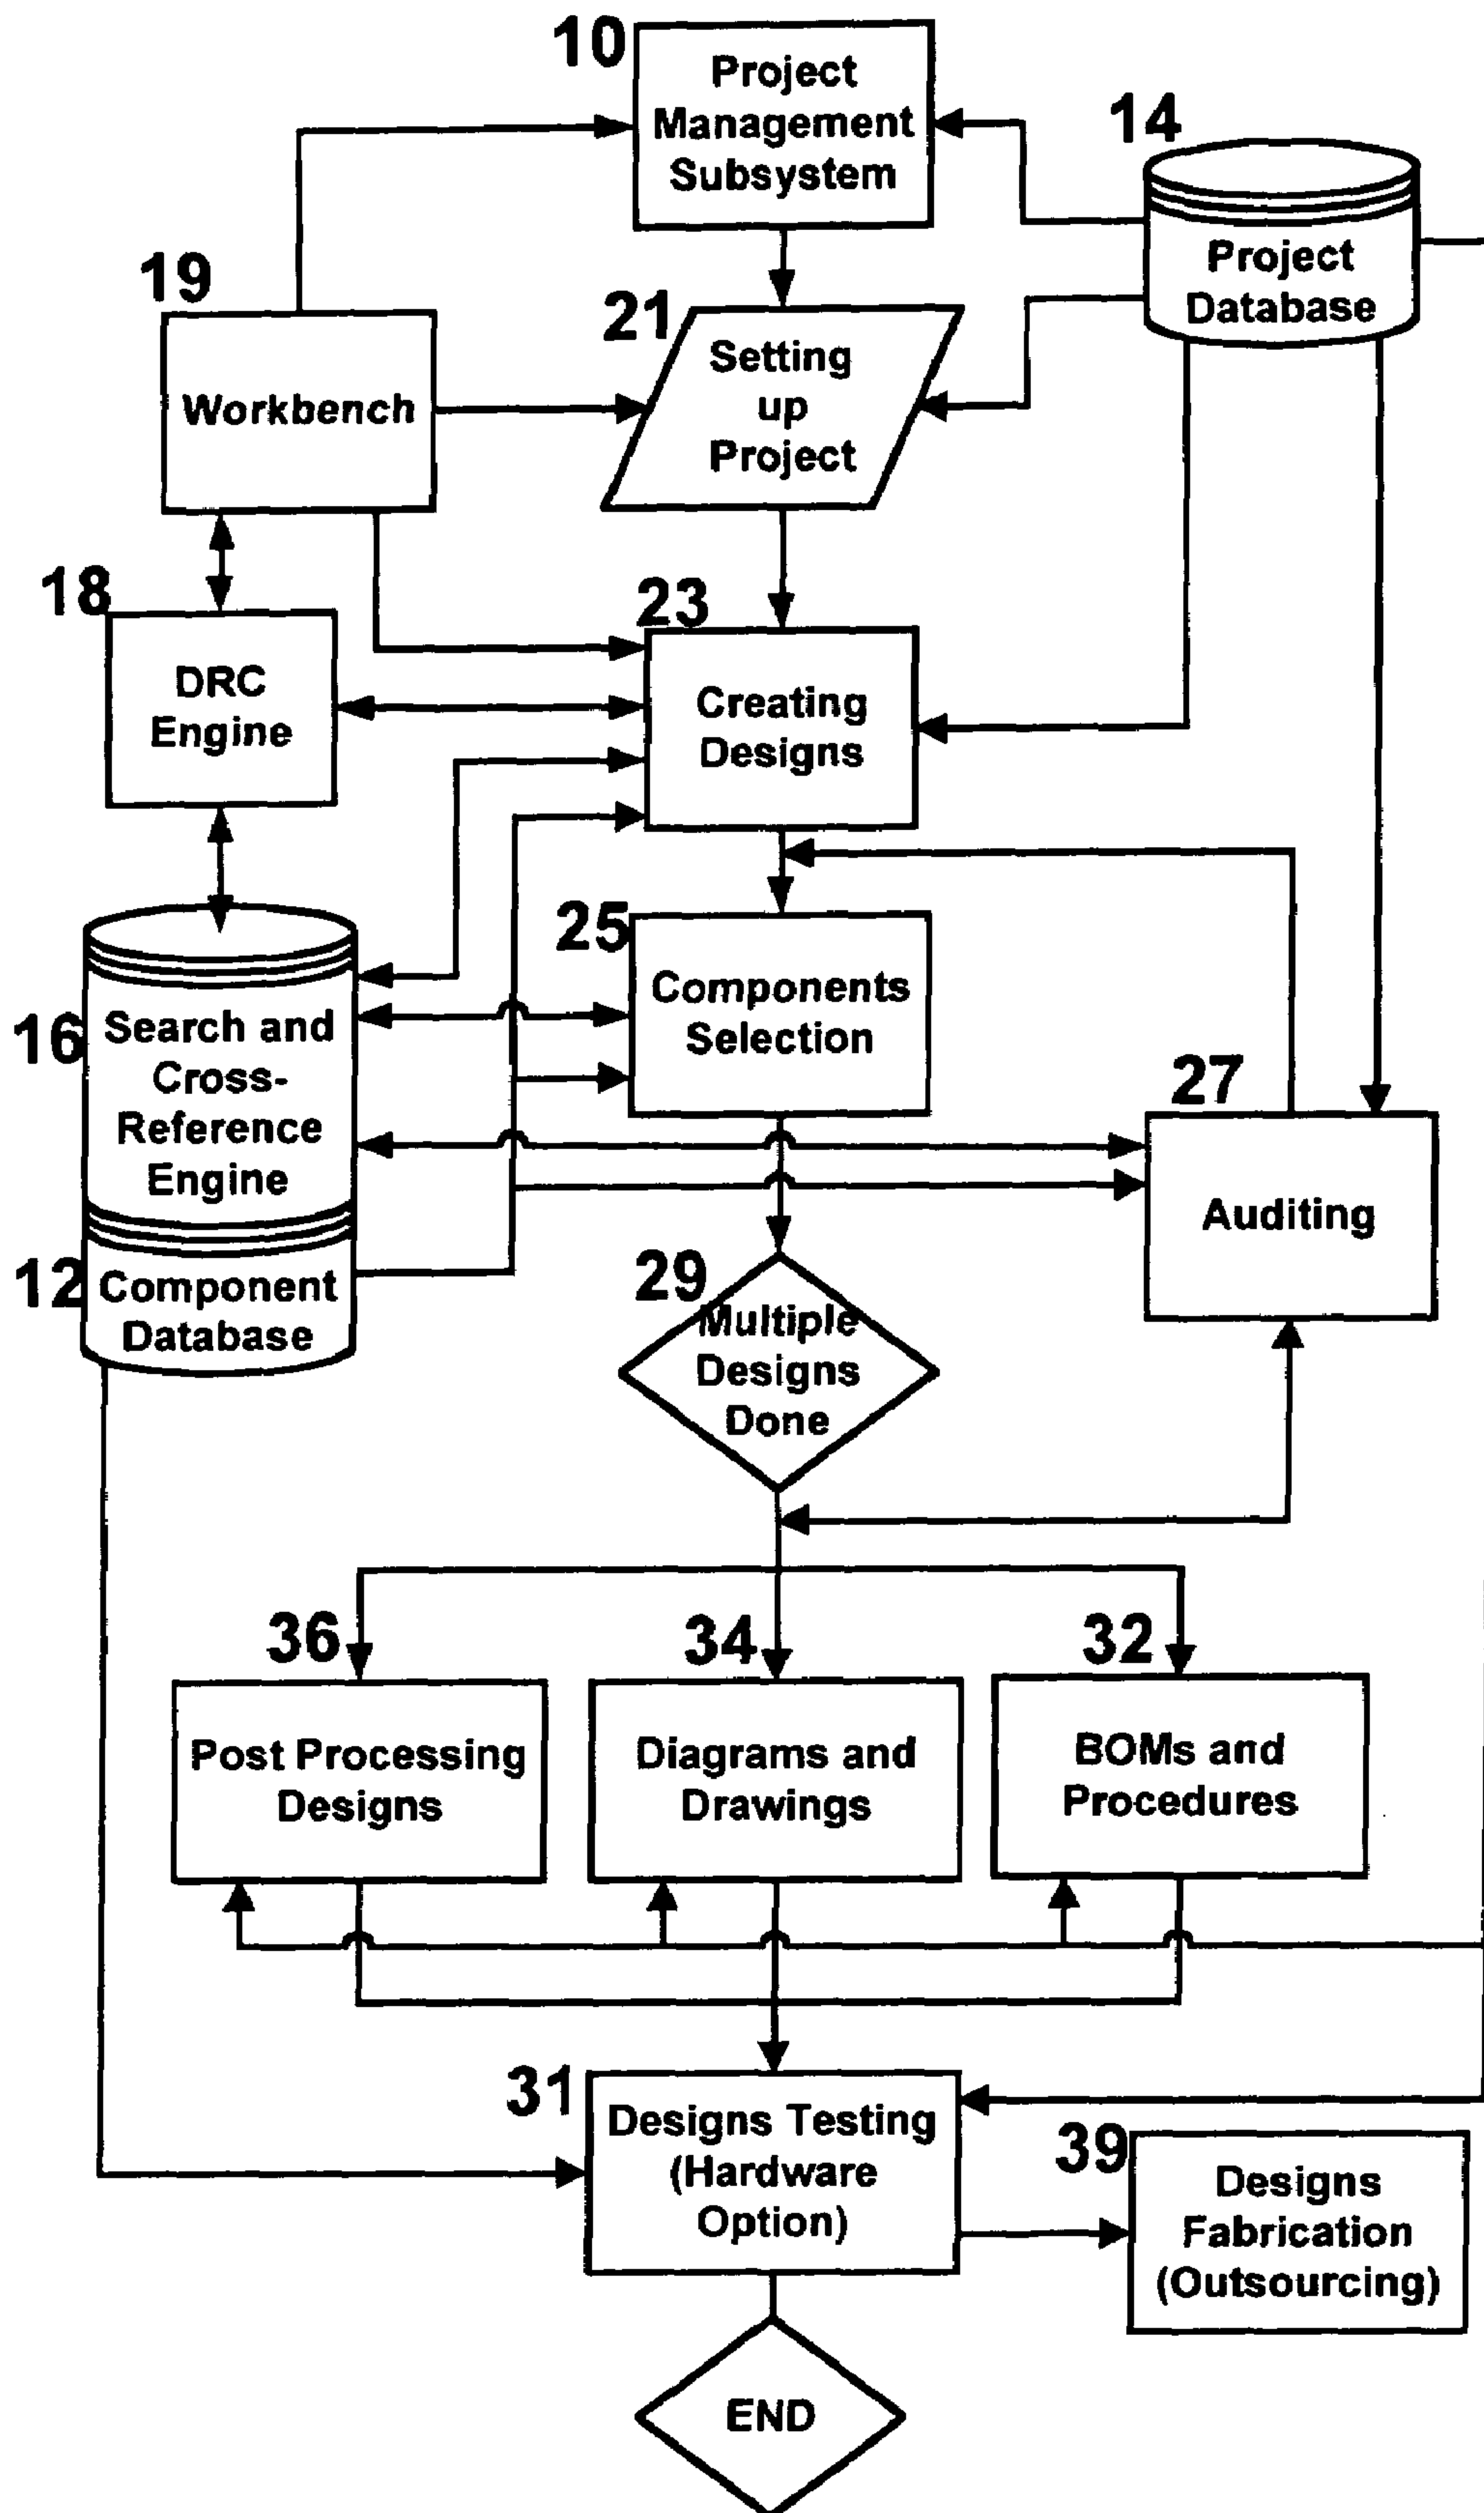 10
Project
Management
Subsystem
14
Project
Database
19
Workbench
21
Setting
up
Project
18
DRC
Engine
23
Creating
Designs
25
Components
Selection
16
Search and
Cross-
Reference
Engine
27
Auditing
12
Component
Database
29
Multiple
Designs
Done
36
Post Processing
Designs
34
Diagrams and
Drawings
32
BOMs and
Procedures
31
Designs Testing
(Hardware
Option)
39
Designs
Fabrication
(Outsourcing)
END